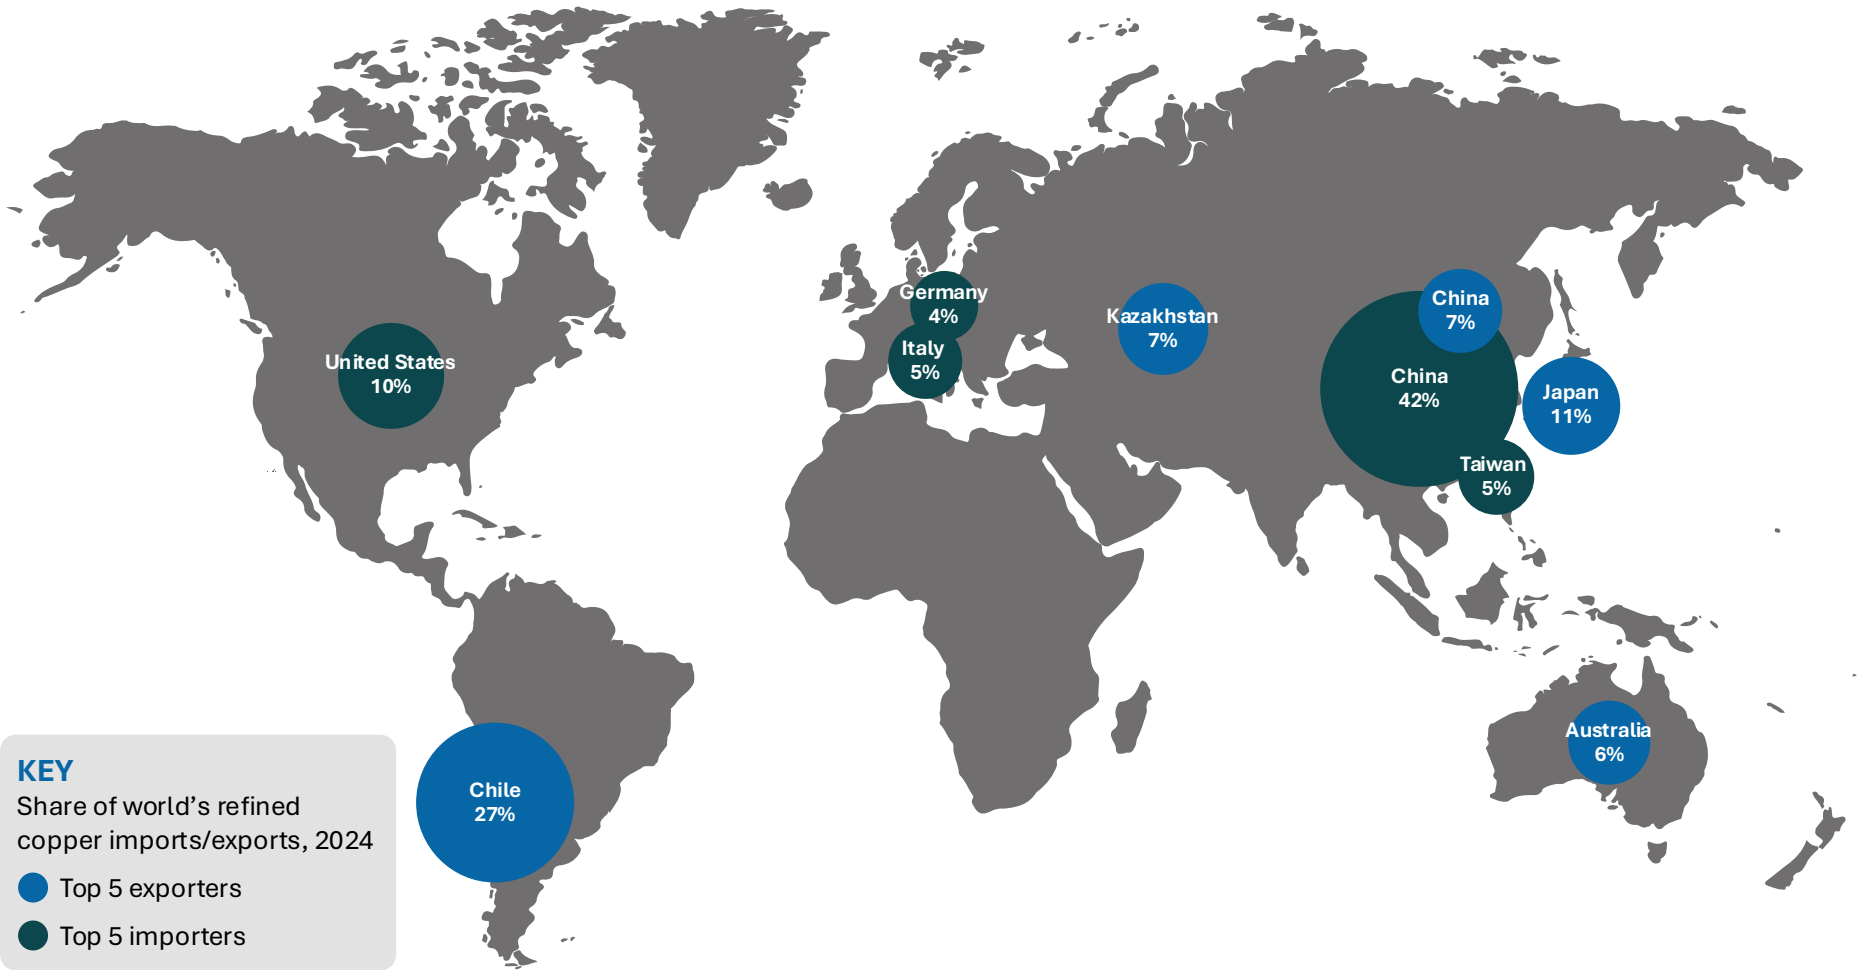 Germany
4%
China
7%
Kazakhstan
7%
Italy
5%
United States
10%
China
42%
Japan
11%
Taiwan
5%
Australia
6%
Chile
27%
KEY
Share of world’s refined
copper imports/exports, 2024
Top 5 exporters
Top 5 importers